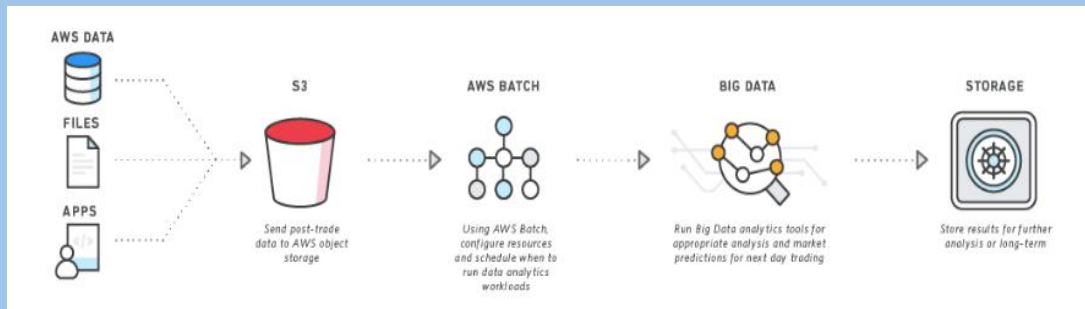 AWS DATA
FILES
APPS
</>
S3
Send post-trade
data to AWS object
storage
AWS BATCH
Using AWS Batch,
configure resources
and schedule when to
run data analytics
workloads
BIG DATA
Run Big Data analytics tools for
appropriate analysis and market
predictions for next day trading
STORAGE
Store results for further
analysis or long-term